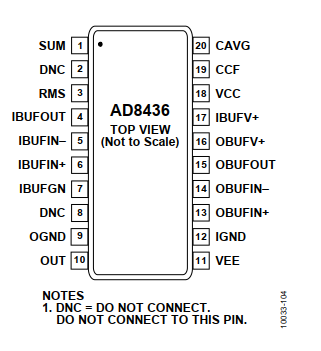 SUM 1 20 CAVG
DNC 2 19 CCF
RMS 3 18 VCC
IBUFOUT 4 17 IBUFV+
IBUFIN– 5 16 OBUFV+
IBUFIN+ 6 15 OBUFOUT
IBUFGN 7 14 OBUFIN–
DNC 8 13 OBUFIN+
OGND 9 12 IGND
OUT 10 11 VEE
AD8436
TOP VIEW
(Not to Scale)
NOTES
1. DNC = DO NOT CONNECT.
DO NOT CONNECT TO THIS PIN.
10033-104